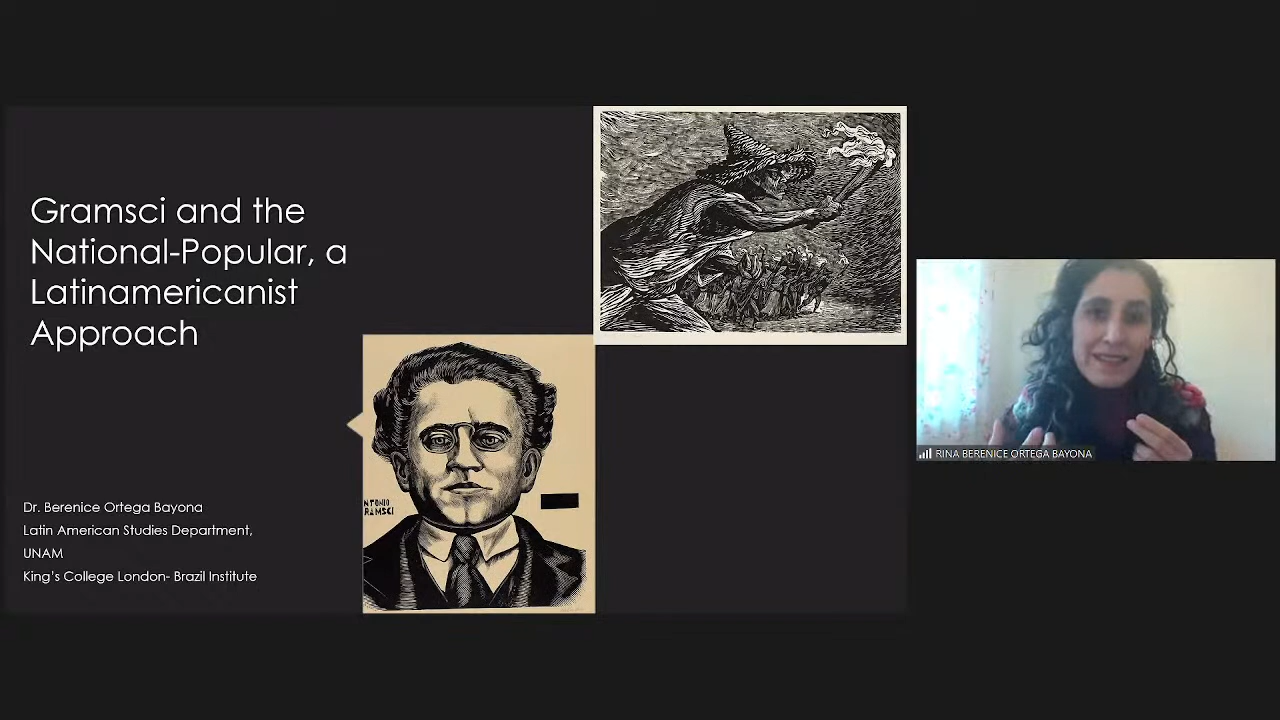 Gramsci and the
National-Popular, a
Latinamericanist
Approach
NTONIO
RAMSCI
Dr. Berenice Ortega Bayona
Latin American Studies Department,
UNAM
King's College London- Brazil Institute
RINA BERENICE ORTEGA BAYONA